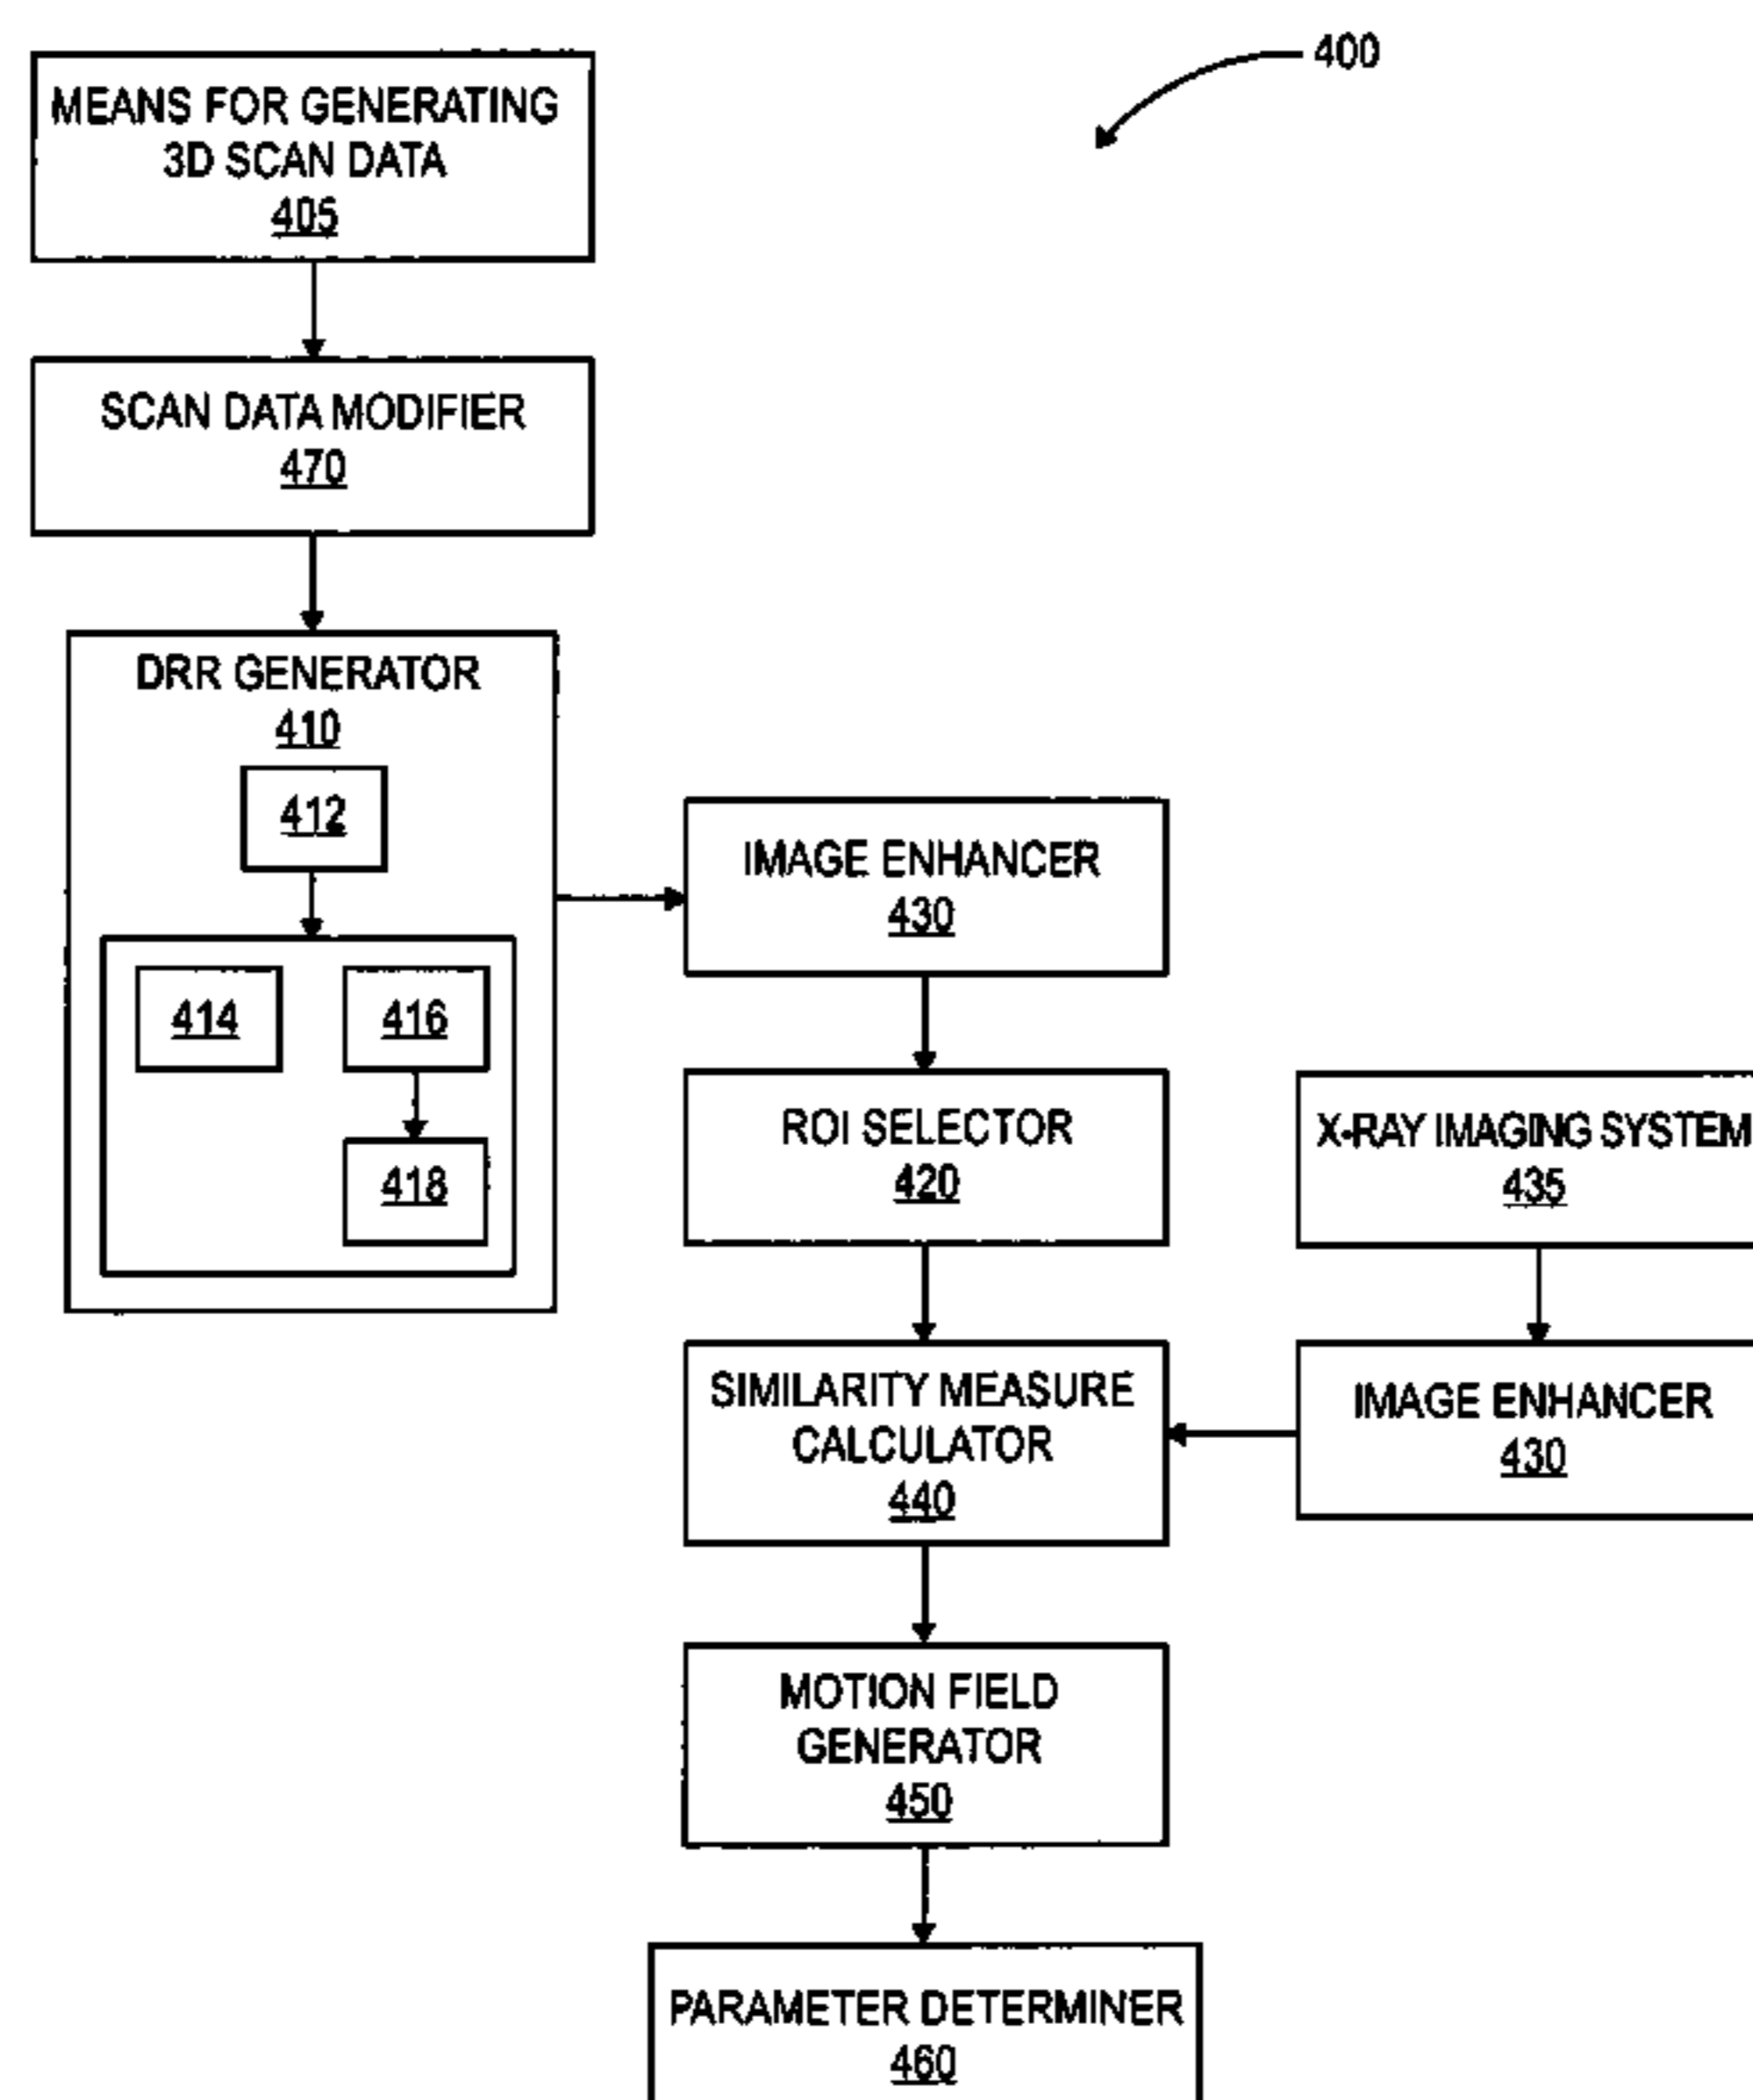 400
MEANS FOR GENERATING
3D SCAN DATA
405
SCAN DATA MODIFIER
470
DRR GENERATOR
410
412
414
416
418
IMAGE ENHANCER
430
ROI SELECTOR
420
X-RAY IMAGING SYSTEM
435
SIMILARITY MEASURE
CALCULATOR
440
IMAGE ENHANCER
430
MOTION FIELD
GENERATOR
450
PARAMETER DETERMINER
460